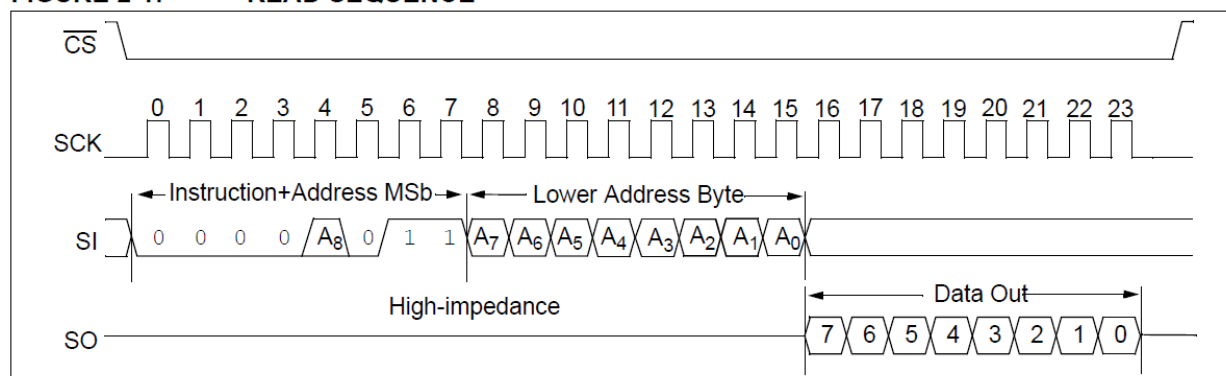 CS
0 1 2 3 4 5 6 7 8 9 10 11 12 13 14 15 16 17 18 19 20 21 22 23
SCK
Instruction+Address MSb Lower Address Byte
SI 0 0 0 0 A8 0 1 1 A7 A6 A5 A4 A3 A2 A1 A0
High-impedance Data Out
SO 7 6 5 4 3 2 1 0